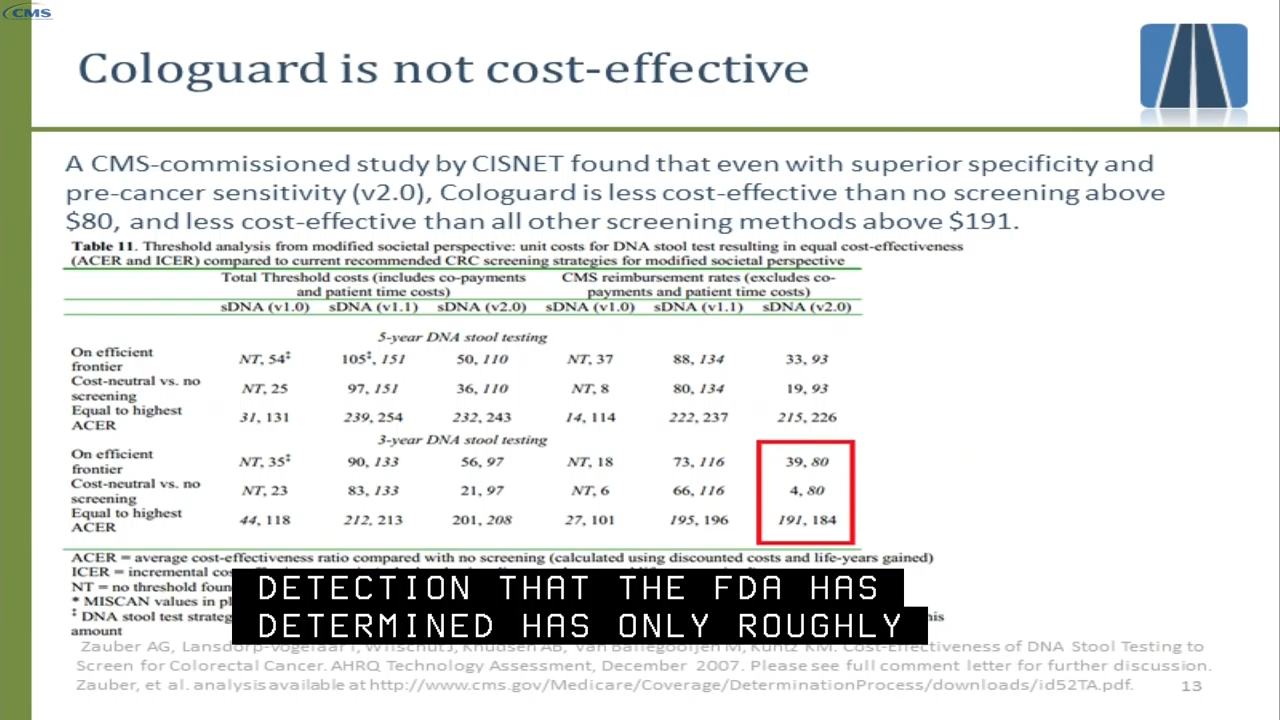 CMS
Cologuard is not cost-effective
A CMS-commissioned study by CISNET found that even with superior specificity and
pre-cancer sensitivity (v2.0), Cologuard is less cost-effective than no screening above
$80, and less cost-effective than all other screening methods above $191.
Table 11. Threshold analysis from modified societal perspective: unit costs for DNA stool test resulting in equal cost-effectiveness
(ACER and ICER) compared to current recommended CRC screening strategies for modified societal perspective
Total Threshold costs (includes co-payments CMS reimbursement rates (excludes co-
and patient time costs) payments and patient time costs)
sDNA (v1.0) sDNA (v1.1) sDNA (v2.0) sDNA (v1.0) sDNA (v1.1) sDNA (v2.0)
5-year DNA stool testing
On efficient
frontier NT, 54‡ 105‡, 151 50, 110 NT, 37 88, 134 33, 93
Cost-neutral vs. no
screening NT, 25 97, 151 36, 110 NT, 8 80, 134 19, 93
Equal to highest
ACER 31, 131 239, 254 232, 243 14, 114 222, 237 215, 226
3-year DNA stool testing
On efficient
frontier NT, 35‡ 90, 133 56, 97 NT, 18 73, 116 39, 80
Cost-neutral vs. no
screening NT, 23 83, 133 21, 97 NT, 6 66, 116 4, 80
Equal to highest
ACER 44, 118 212, 213 201, 208 27, 101 195, 196 191, 184
ACER = average cost-effectiveness ratio compared with no screening (calculated using discounted costs and life-years gained)
ICER = incremental
NT = no threshold
* MISCAN values in
‡ DNA stool test
amount
DETECTION THAT THE FDA HAS
DETERMINED HAS ONLY ROUGHLY
Zauber AG, Lansdorp-Vogelaar I, Wilschut J, Knudsen AB, Van Ballegooijen M, Kuntz KM. Cost-Effectiveness of DNA Stool Testing to
Screen for Colorectal Cancer. AHRQ Technology Assessment, December 2007. Please see full comment letter for further discussion.
Zauber, et al. analysis available at http://www.cms.gov/Medicare/Coverage/DeterminationProcess/downloads/id52TA.pdf. 13